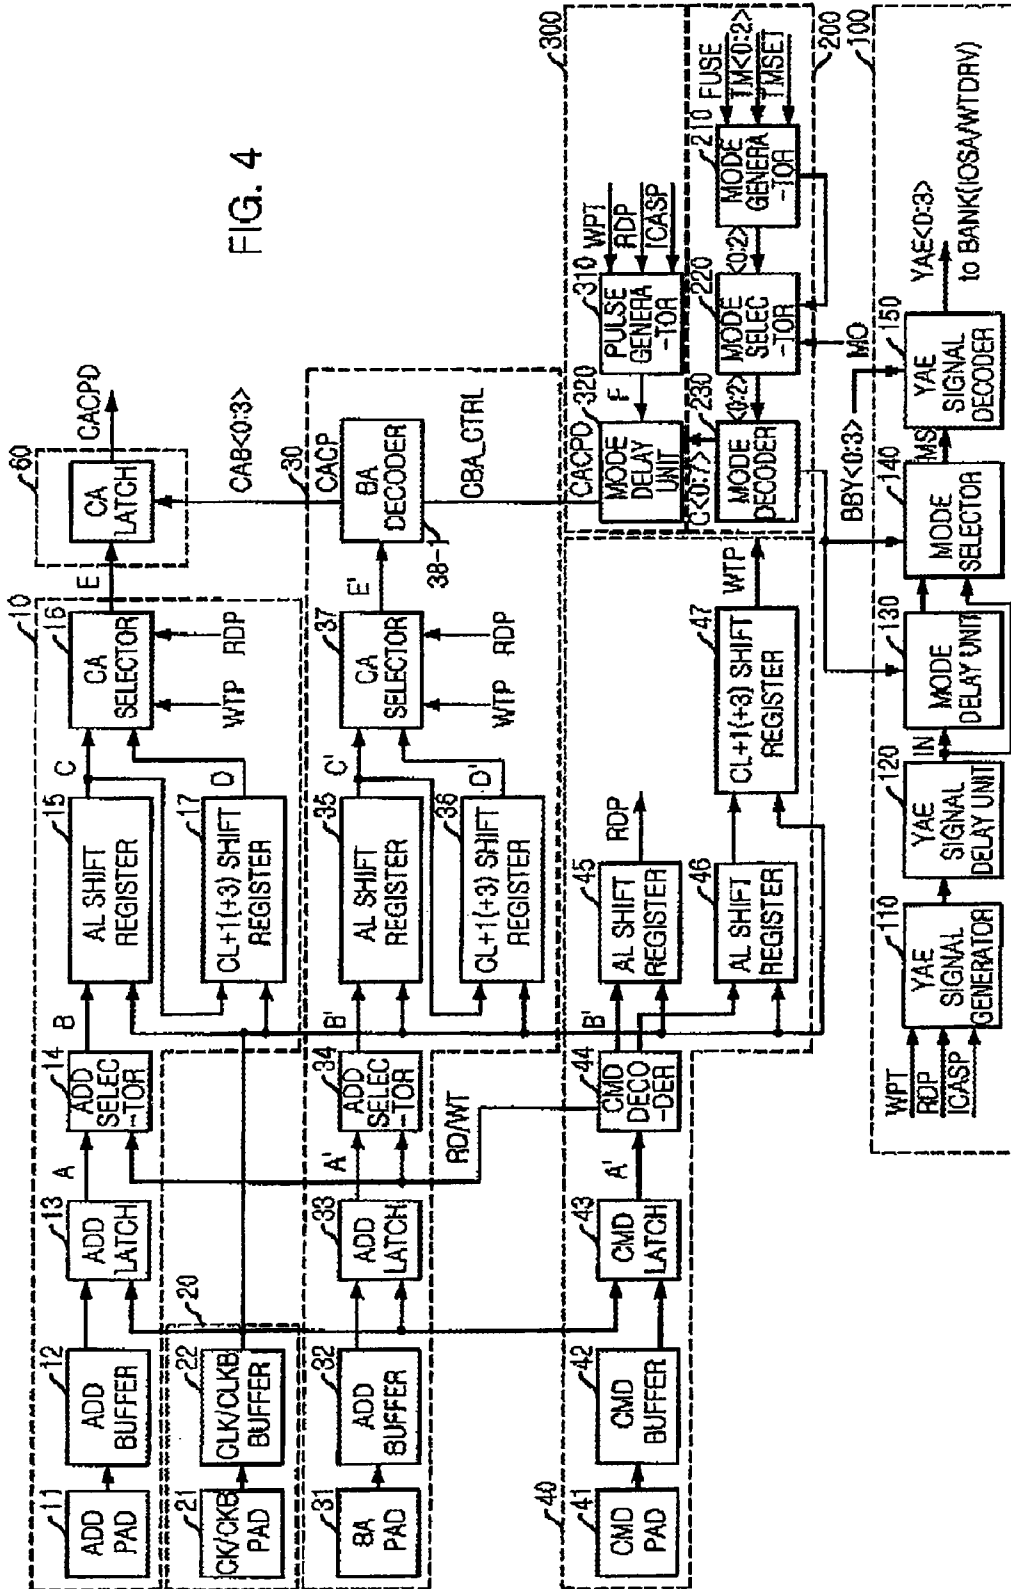 FIG. 4
10
11
ADD
PAD
12
ADD
BUFFER
13
ADD
LATCH
A
14
ADD
SELEC
-TOR
B
15
AL SHIFT
REGISTER
C
16
CA
SELECTOR
WTP
RDP
17
CL+1(+3) SHIFT
REGISTER
D
E
60
CA
LATCH
CACPD
CAB<0:3>
20
21
CK/CKB
PAD
22
CLK/CLKB
BUFFER
30
31
BA
PAD
32
ADD
BUFFER
33
ADD
LATCH
A'
34
ADD
SELEC
-TOR
B'
35
AL SHIFT
REGISTER
C'
36
CL+1(+3) SHIFT
REGISTER
D'
37
CA
SELECTOR
WTP
RDP
E'
38-1
BA
DECODER
CACP
CBA_CTRL
RD/WT
40
41
CMD
PAD
42
CMD
BUFFER
43
CMD
LATCH
A'
44
CMD
DECO
-DER
B'
45
AL SHIFT
REGISTER
RDP
46
AL SHIFT
REGISTER
47
CL+1(+3) SHIFT
REGISTER
WTP
300
310
PULSE
GENERA
-TOR
WPT
RDP
ICASP
320
MODE
DELAY
UNIT
CACPD
200
210
MODE
GENERA
-TOR
FUSE
TM<0:2>
TMSET
<0:2>
220
MODE
SELEC
-TOR
MO
<0:2>
230
MODE
DECODER
C<0:7>
100
WPT
RDP
ICASP
110
YAE
SIGNAL
GENERATOR
120
YAE
SIGNAL
DELAY UNIT
IN
130
MODE
DELAY UNIT
140
MODE
SELECTOR
MS
150
YAE
SIGNAL
DECODER
BBY<0:3>
YAE<0:3>
to BANK(IOSA/WTDRV)